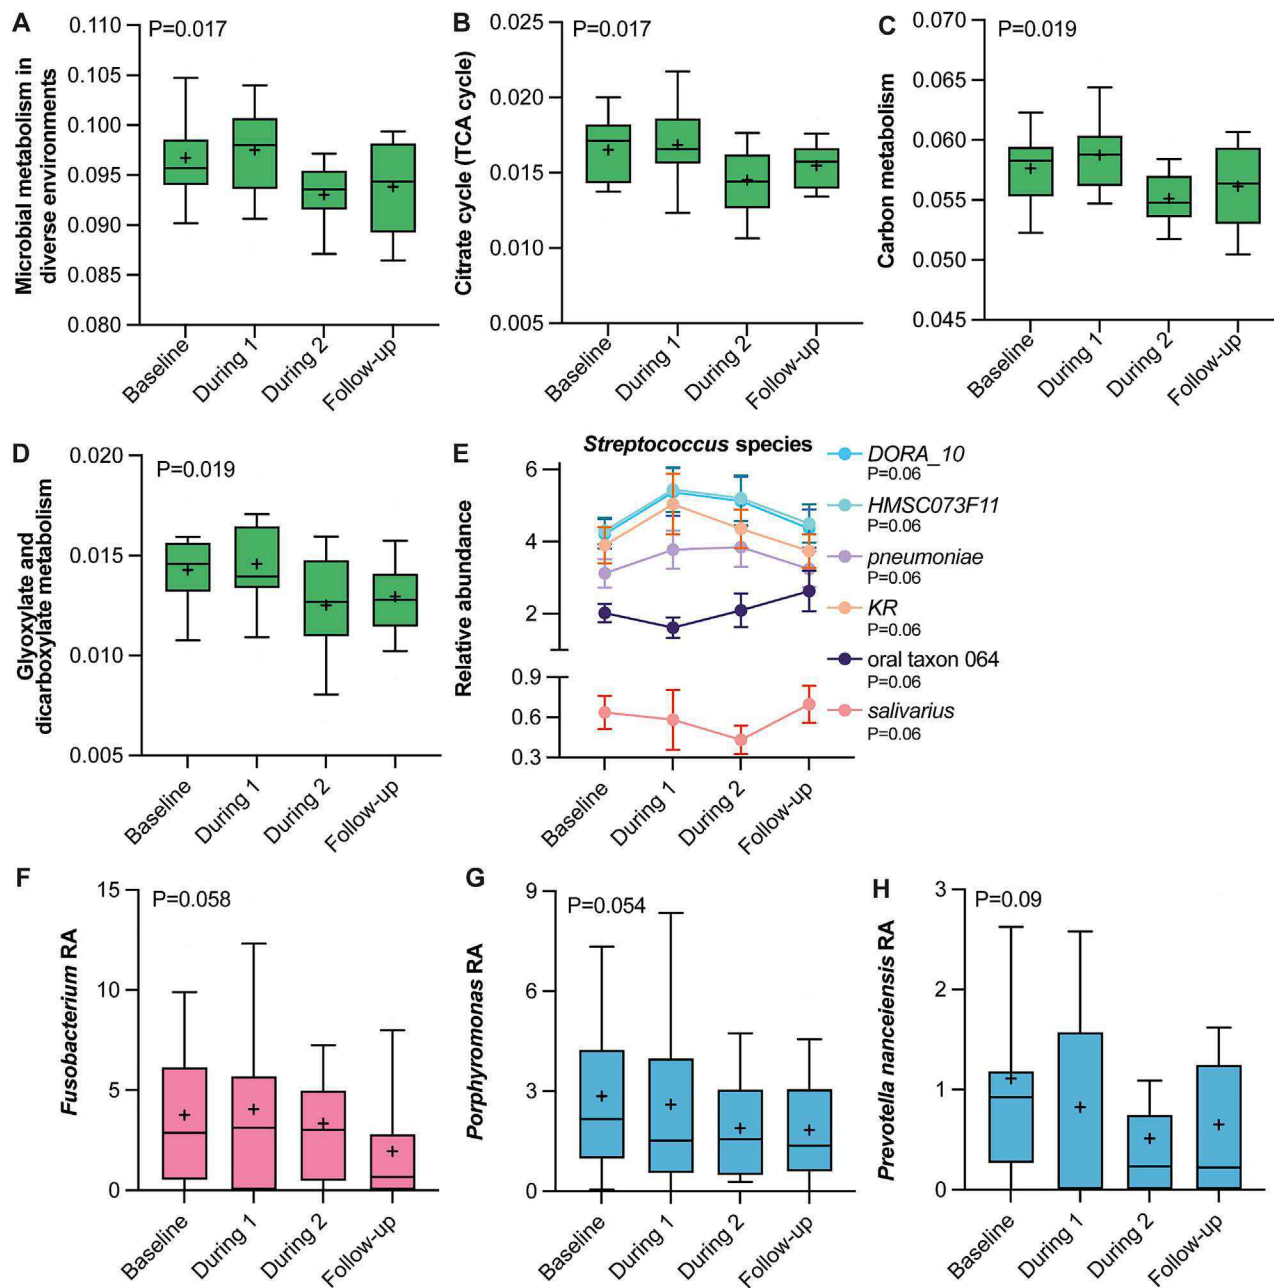 A
P=0.017
Microbial metabolism in
diverse environments
0.110
0.105
0.100
0.095
0.090
0.085
0.080
Baseline
During 1
During 2
Follow-up
B
P=0.017
Citrate cycle (TCA cycle)
0.025
0.020
0.015
0.010
0.005
Baseline
During 1
During 2
Follow-up
C
P=0.019
Carbon metabolism
0.070
0.065
0.060
0.055
0.050
0.045
Baseline
During 1
During 2
Follow-up
D
P=0.019
Glyoxylate and
dicarboxylate metabolism
0.020
0.015
0.010
0.005
Baseline
During 1
During 2
Follow-up
E
Streptococcus species
Relative abundance
6
4
2
0.9
0.6
0.3
Baseline
During 1
During 2
Follow-up
DORA_10
P=0.06
HMSC073F11
P=0.06
pneumoniae
P=0.06
KR
P=0.06
oral taxon 064
P=0.06
salivarius
P=0.06
F
P=0.058
Fusobacterium RA
15
10
5
0
Baseline
During 1
During 2
Follow-up
G
P=0.054
Porphyromonas RA
9
6
3
0
Baseline
During 1
During 2
Follow-up
H
P=0.09
Prevotella nanceiensis RA
3
2
1
0
Baseline
During 1
During 2
Follow-up